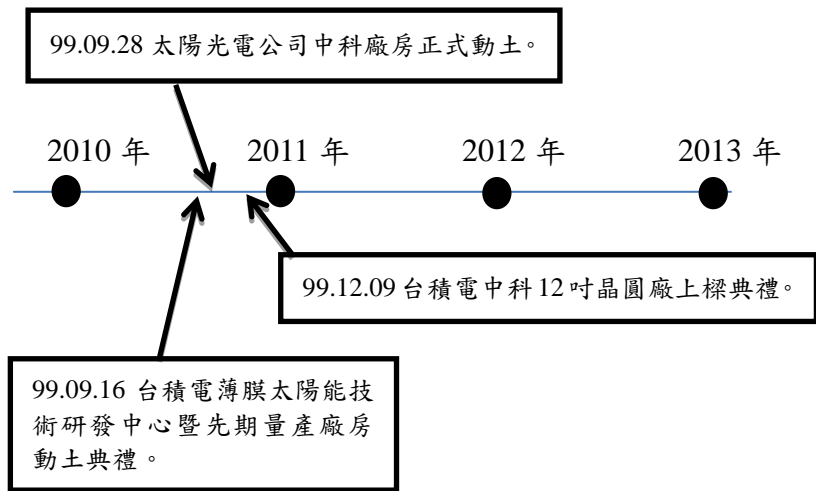 99.09.28 太陽光電公司中科廠房正式動土。
2010 年
2011 年
2012 年
2013 年
99.12.09 台積電中科12吋晶圓廠上樑典禮。
99.09.16 台積電薄膜太陽能技
術研發中心暨先期量產廠房
動土典禮。